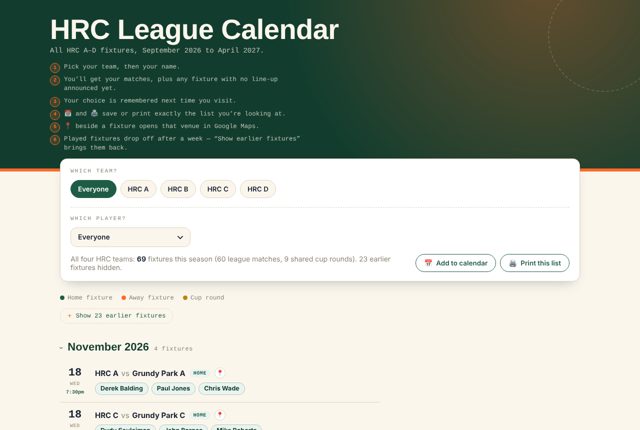 HRC League Calendar
All HRC A-D fixtures, September 2026 to April 2027.
1 Pick your team, then your name.
2 You'll get your matches, plus any fixture with no line-up
announced yet.
3 Your choice is remembered next time you visit.
4 📅 and 🖨️ save or print exactly the list you're looking at.
5 📍 beside a fixture opens that venue in Google Maps.
6 Played fixtures drop off after a week — "Show earlier fixtures"
brings them back.
WHICH TEAM?
Everyone HRC A HRC B HRC C HRC D
WHICH PLAYER?
Everyone
All four HRC teams: 69 fixtures this season (60 league matches, 9 shared cup rounds). 23 earlier
fixtures hidden.
📅 Add to calendar 🖨️ Print this list
Home fixture Away fixture Cup round
+ Show 23 earlier fixtures
November 2026 4 fixtures
18 HRC A vs Grundy Park A HOME 📍
WED
7:30pm Derek Balding Paul Jones Chris Wade
18 HRC C vs Grundy Park C HOME 📍
WED